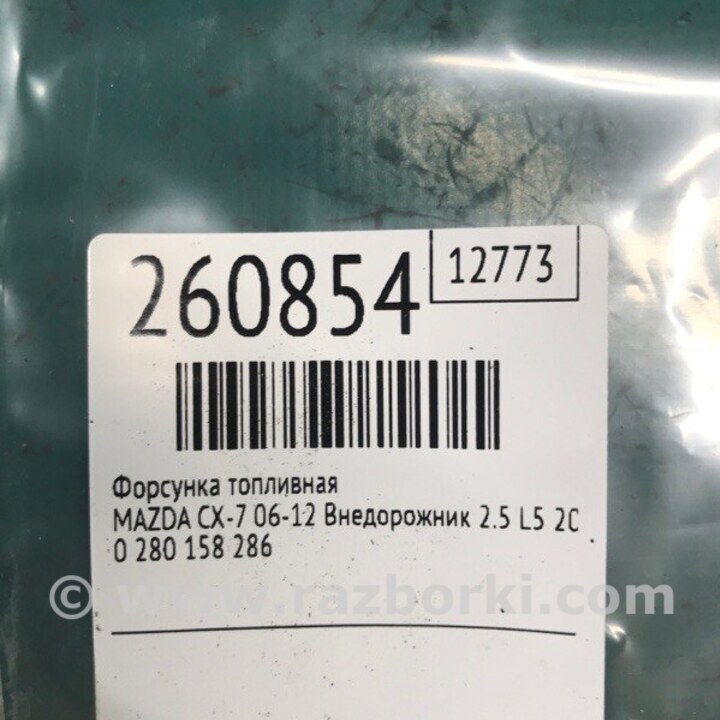 260854
12773
Форсунка топливная
MAZDA CX-7 06-12 Внедорожник 2.5 L5 2C
0 280 158 286
© www.razborki.com